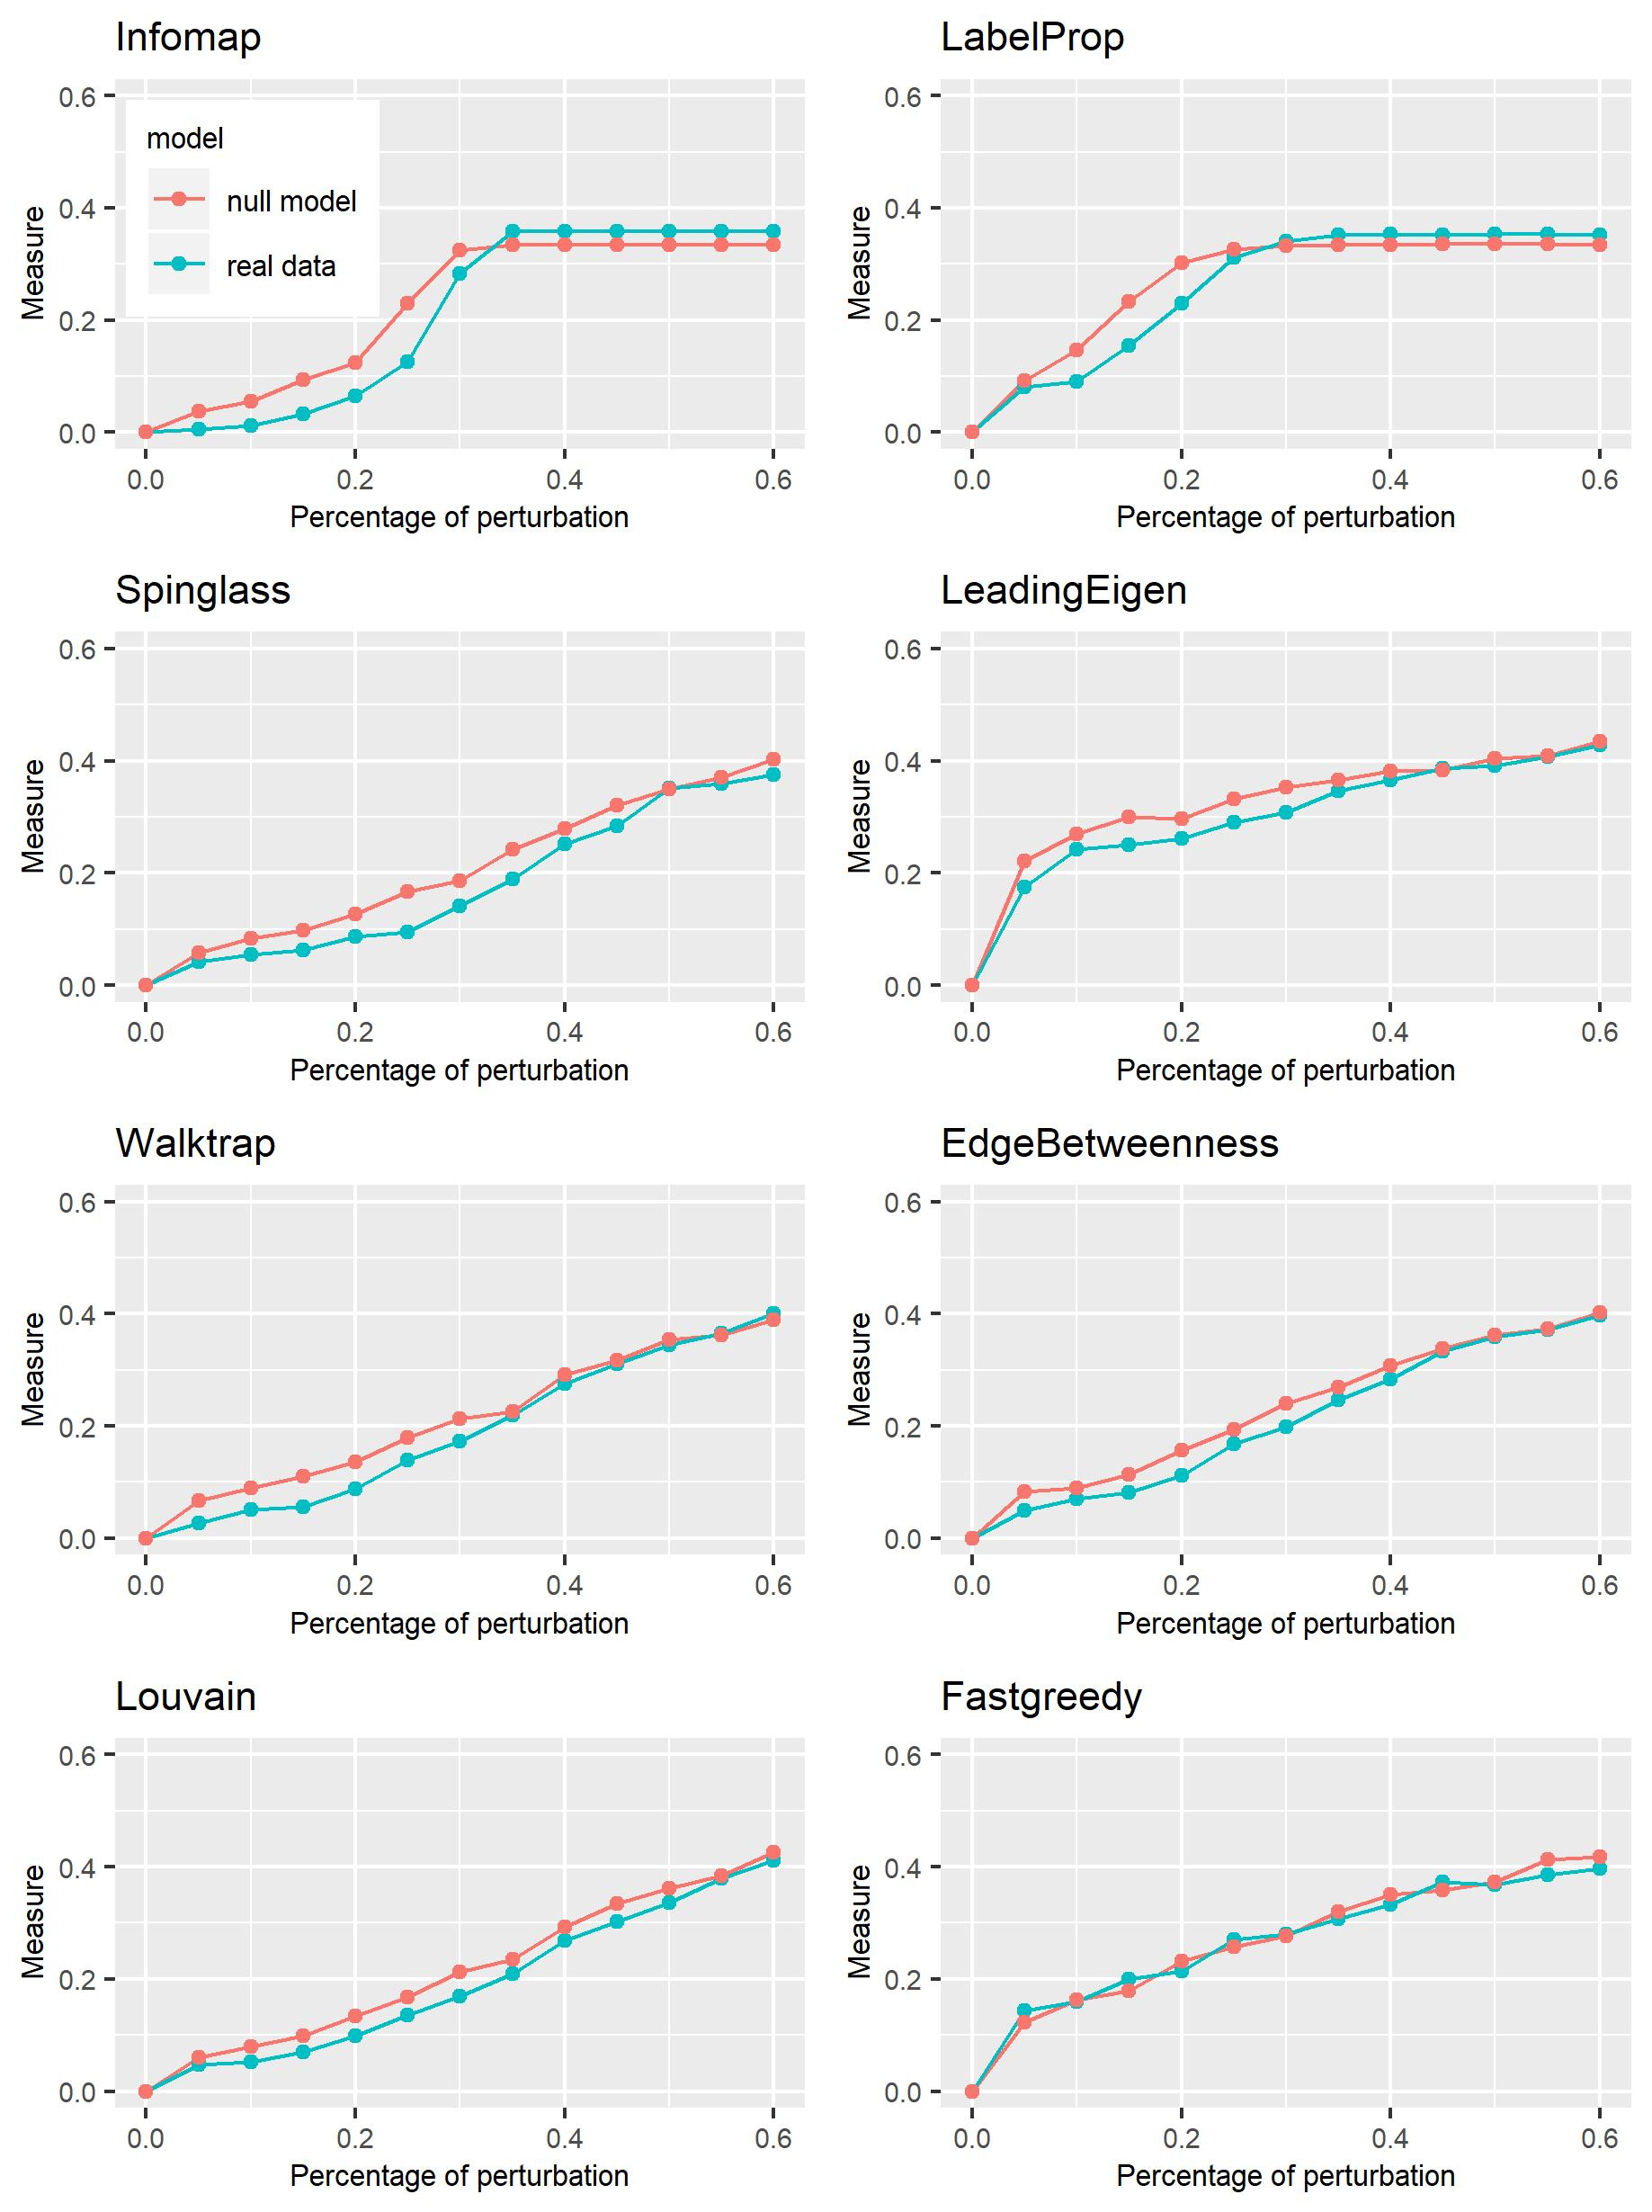 Infomap
0.6
0.4
0.2
0.0
Measure
model
null model
real data
0.0 0.2 0.4 0.6
Percentage of perturbation
LabelProp
0.6
0.4
0.2
0.0
Measure
0.0 0.2 0.4 0.6
Percentage of perturbation
Spinglass
0.6
0.4
0.2
0.0
Measure
0.0 0.2 0.4 0.6
Percentage of perturbation
LeadingEigen
0.6
0.4
0.2
0.0
Measure
0.0 0.2 0.4 0.6
Percentage of perturbation
Walktrap
0.6
0.4
0.2
0.0
Measure
0.0 0.2 0.4 0.6
Percentage of perturbation
EdgeBetweenness
0.6
0.4
0.2
0.0
Measure
0.0 0.2 0.4 0.6
Percentage of perturbation
Louvain
0.6
0.4
0.2
0.0
Measure
0.0 0.2 0.4 0.6
Percentage of perturbation
Fastgreedy
0.6
0.4
0.2
0.0
Measure
0.0 0.2 0.4 0.6
Percentage of perturbation